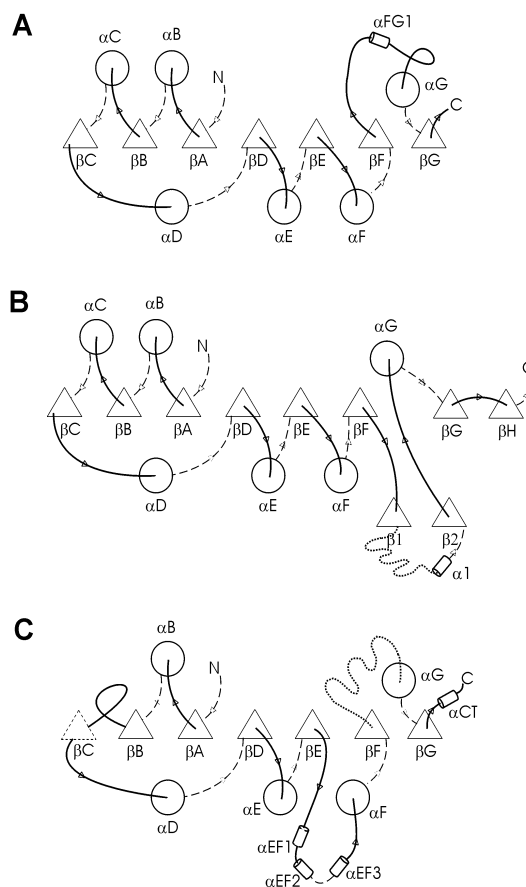 A
αFG1
αC αB
N αG C
βC βB βA βD βE βF βG
αD αE αF
B
αC αB αG
N
βC βB βA βD βE βF βG βH
αD αE αF
β1 β2
α1
C
αB
N αG C
αCT
βC βB βA βD βE βF βG
αD αE αF
αEF1
αEF2 αEF3